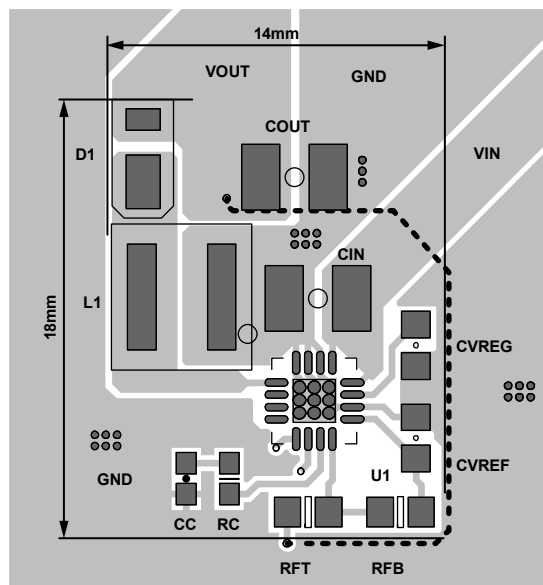 14mm
VOUT
GND
COUT
D1
VIN
CIN
L1
18mm
CVREG
CVREF
GND
U1
CC
RC
RFT
RFB